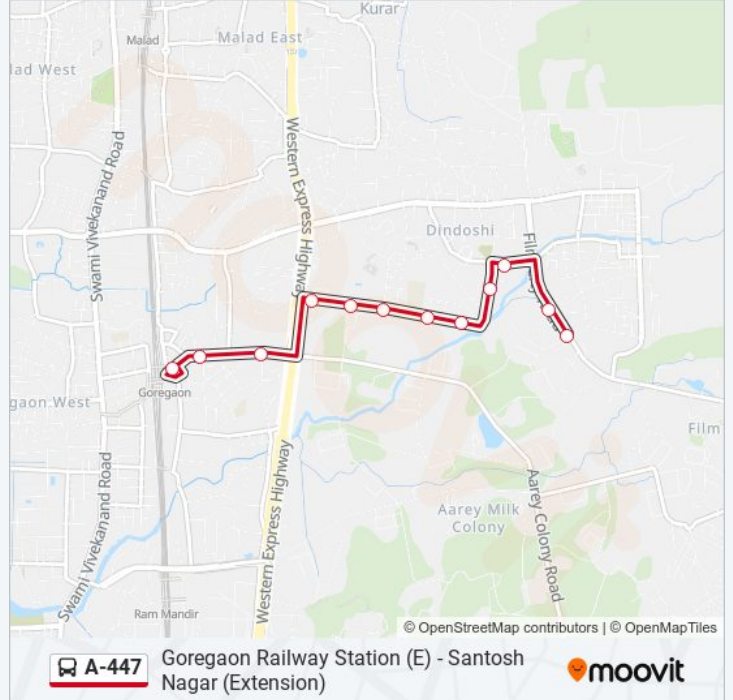 Kurar
Malad
Malad East
lad West
Western Express Highway
Swami Vivekanand Road
Dindoshi
Goregaon
gaon West
Film
Western Express Highway
Swami Vivekanand Road
Aarey Milk
Colony
Aarey Colony Road
Ram Mandir
© OpenStreetMap contributors | © OpenMapTiles
A-447
Goregaon Railway Station (E) - Santosh
Nagar (Extension)
moovit